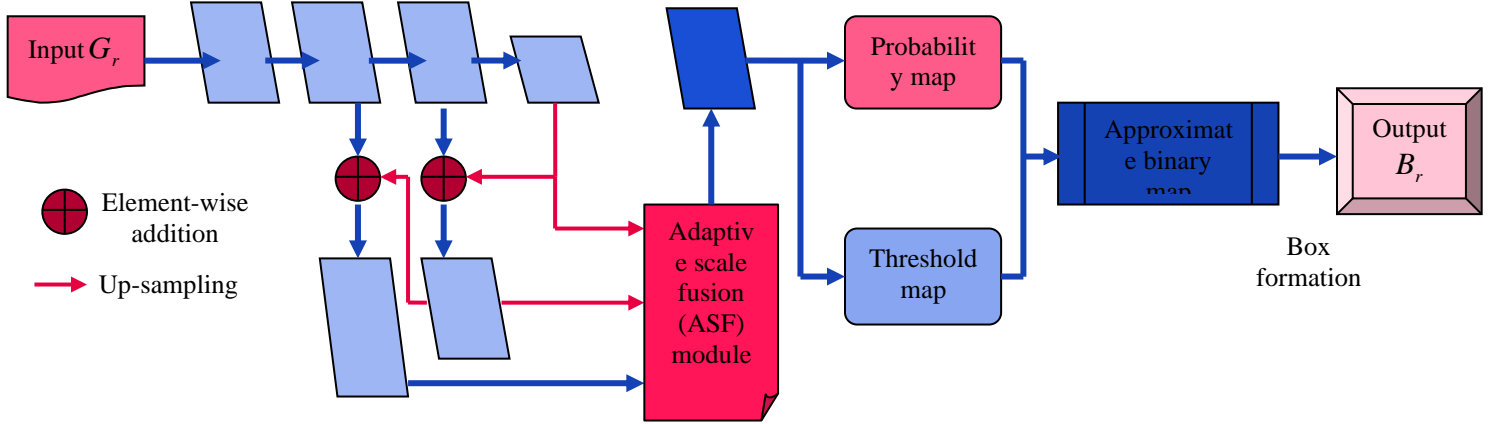 Input G_r
Element-wise
addition
Up-sampling
Adaptiv
e scale
fusion
(ASF)
module
Probabilit
y map
Threshold
map
Approximat
e binary
map
Output
B_r
Box
formation